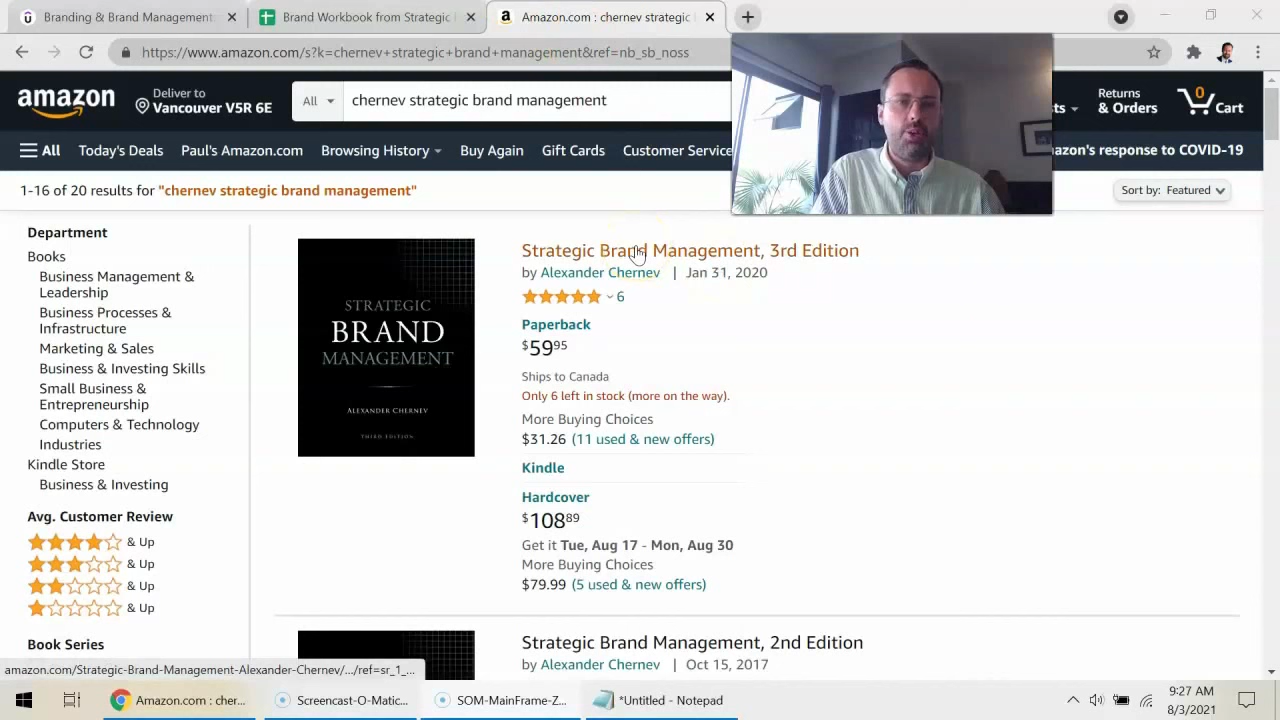 Branding & Marketing
Strategic Brand Management
Amazon.com : chernev strategic
https://www.amazon.com/s?k=chernev+strategic+brand+management&ref=nb_sb_noss
amazon
Deliver to
Vancouver V5R 6E
All
chernev strategic brand management
Returns
& Orders
0
Cart
All
Today's Deals
Paul's Amazon.com
Browsing History
Buy Again
Gift Cards
Customer Service
azon's response to COVID-19
1-16 of 20 results for "chernev strategic brand management"
Sort by: Featured
Department
Books
Business Management &
Leadership
Business Processes &
Infrastructure
Marketing & Sales
Business & Investing Skills
Small Business &
Entrepreneurship
Computers & Technology
Industries
Kindle Store
Business & Investing
Avg. Customer Review
& Up
& Up
& Up
& Up
Book Series
STRATEGIC
BRAND
MANAGEMENT
ALEXANDER CHERNEV
THIRD EDITION
Strategic Brand Management, 3rd Edition
by Alexander Chernev | Jan 31, 2020
6
Paperback
$59 95
Ships to Canada
Only 6 left in stock (more on the way).
More Buying Choices
$31.26 (11 used & new offers)
Kindle
Hardcover
$108 89
Get it Tue, Aug 17 - Mon, Aug 30
More Buying Choices
$79.99 (5 used & new offers)
Strategic Brand Management, 2nd Edition
by Alexander Chernev | Oct 15, 2017
amazon.com/Strategic-Brand-Management-Alexander-Chernev/.../ref=sr_1_...
Amazon.com : cher...
Screencast-O-Matic...
SOM-MainFrame-Z...
*Untitled - Notepad
8:27 AM
8/3/2021